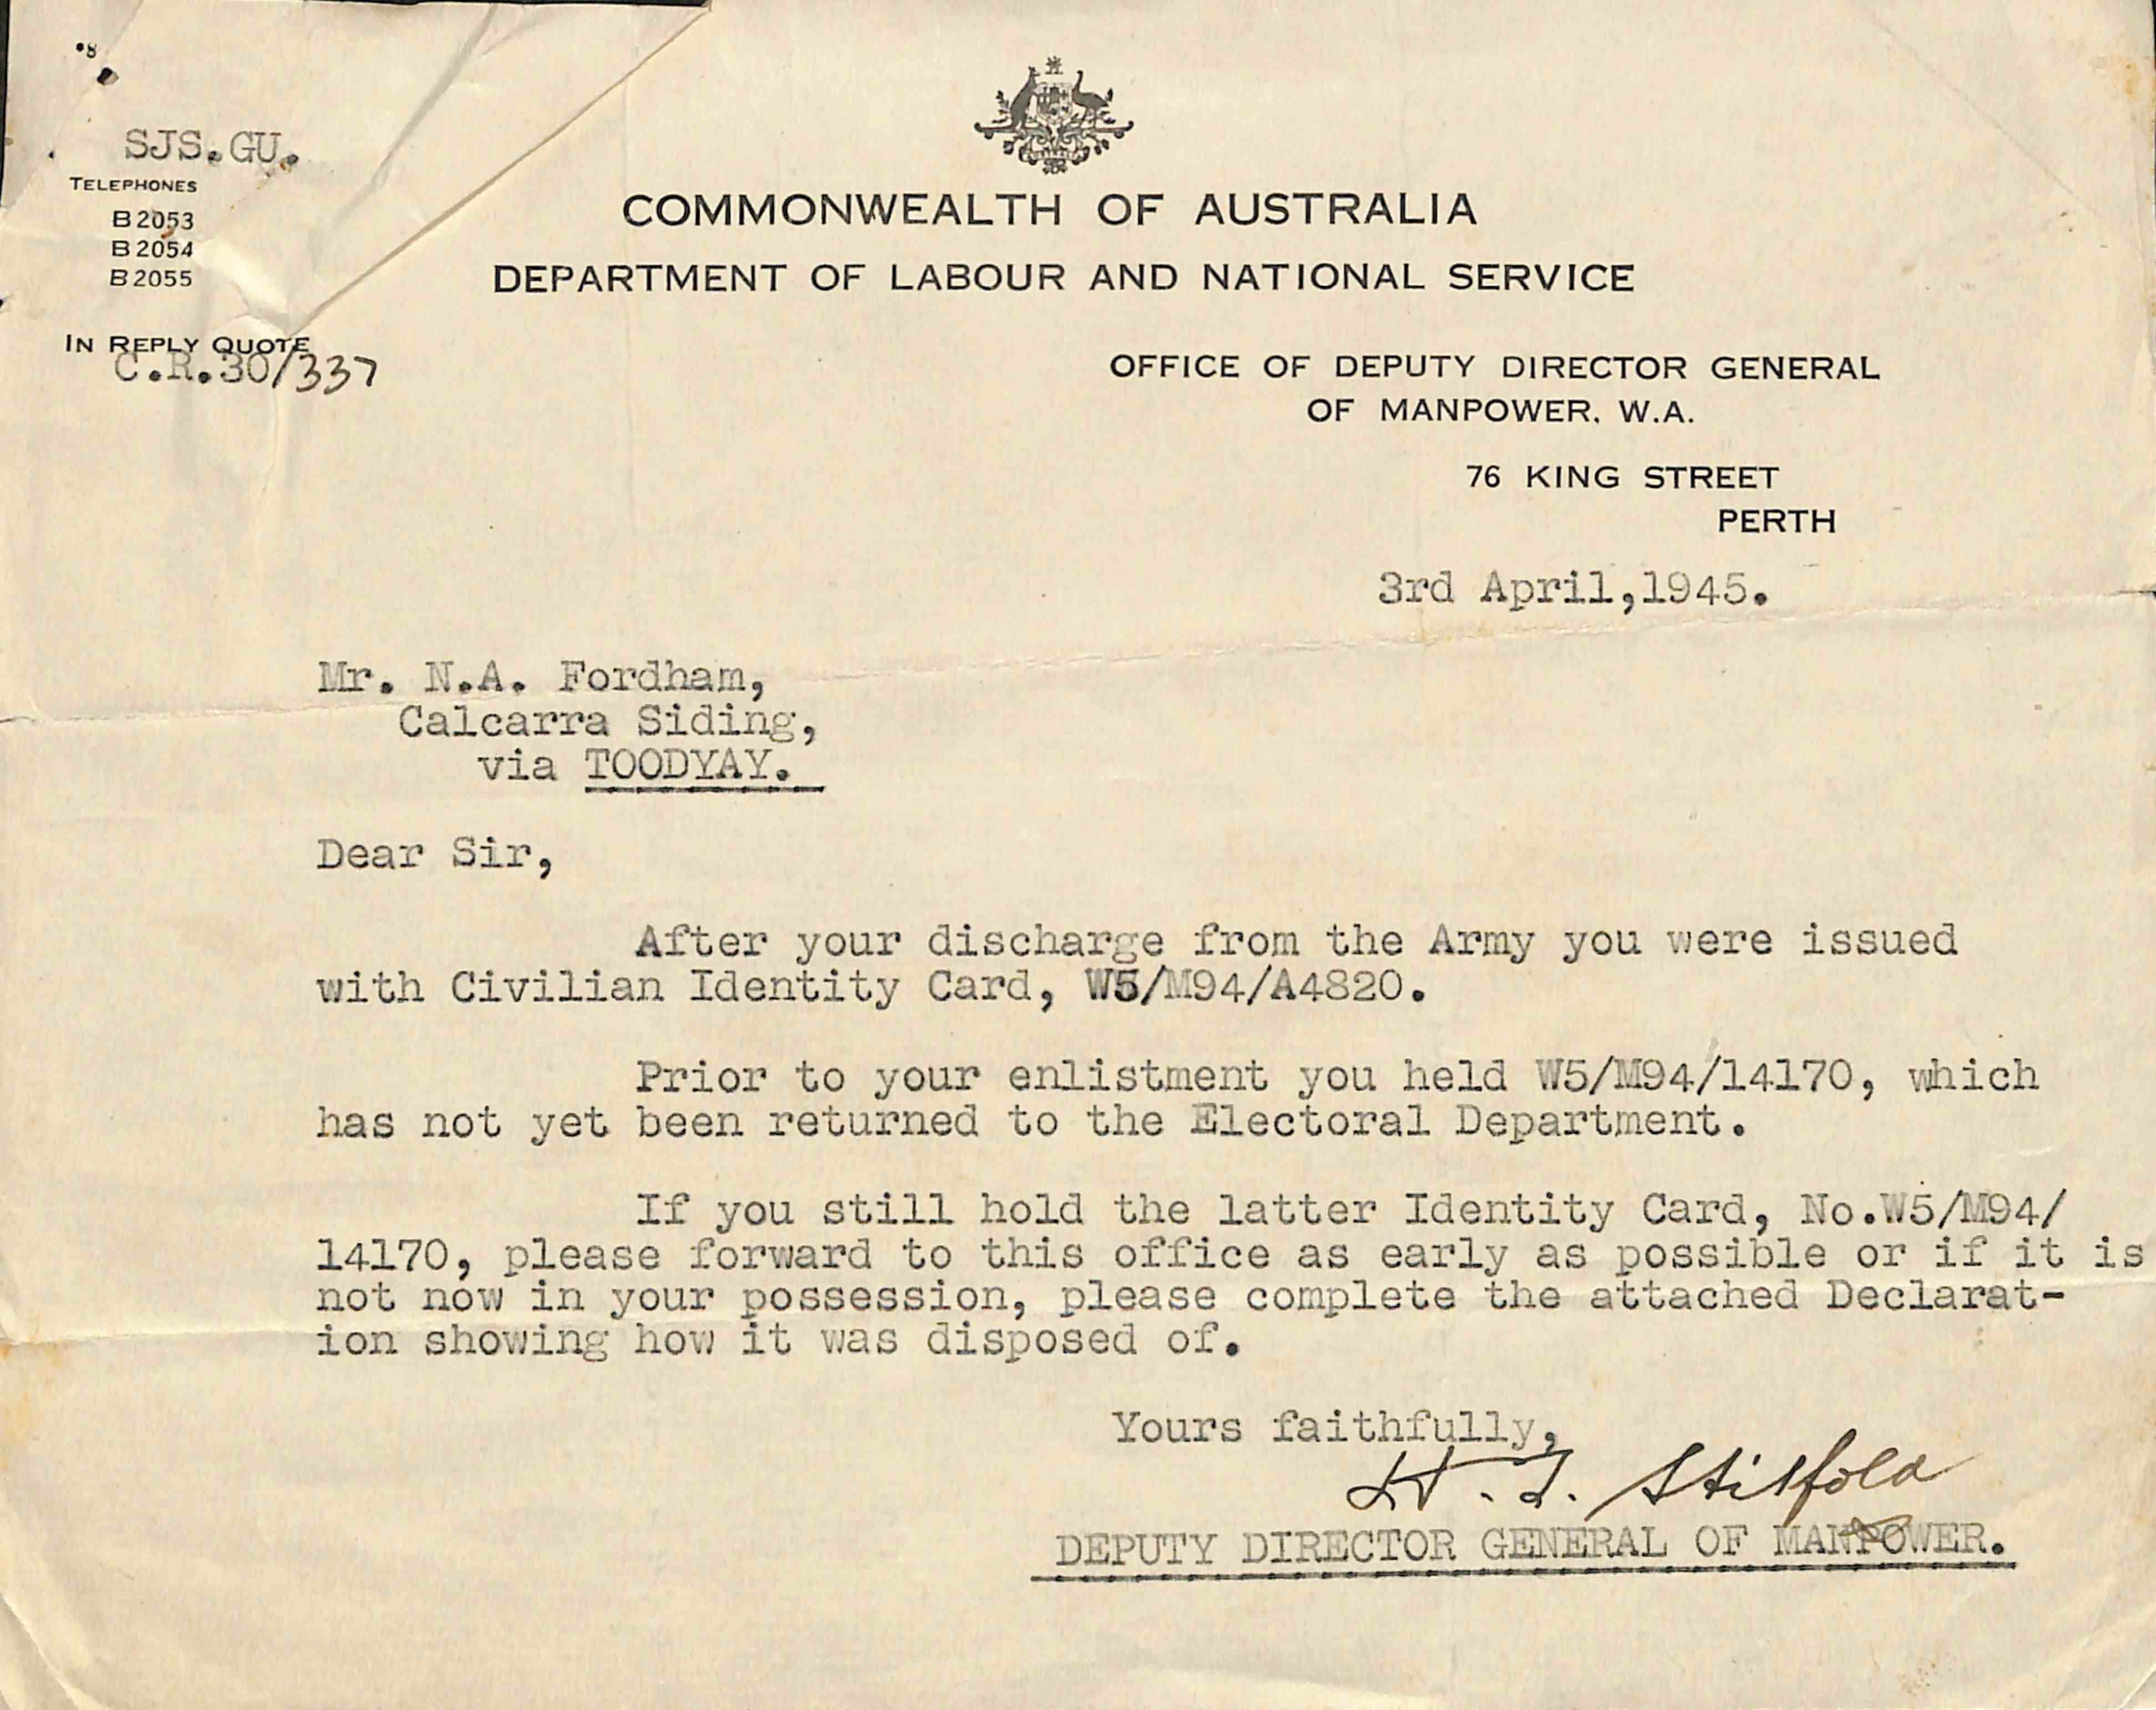 SJS.GU.
TELEPHONES
B 2053
B 2054
B 2055
IN REPLY QUOTE
C.R.30/337
COMMONWEALTH OF AUSTRALIA
DEPARTMENT OF LABOUR AND NATIONAL SERVICE
OFFICE OF DEPUTY DIRECTOR GENERAL
OF MANPOWER. W.A.
76 KING STREET
PERTH
3rd April,1945.
Mr. N.A. Fordham,
Calcarra Siding,
via TOODYAY.
Dear Sir,
After your discharge from the Army you were issued
with Civilian Identity Card, W5/M94/A4820.
Prior to your enlistment you held W5/M94/14170, which
has not yet been returned to the Electoral Department.
If you still hold the latter Identity Card, No.W5/M94/
14170, please forward to this office as early as possible or if it is
not now in your possession, please complete the attached Declarat-
ion showing how it was disposed of.
Yours faithfully,
H. T. Stitfold
DEPUTY DIRECTOR GENERAL OF MANPOWER.